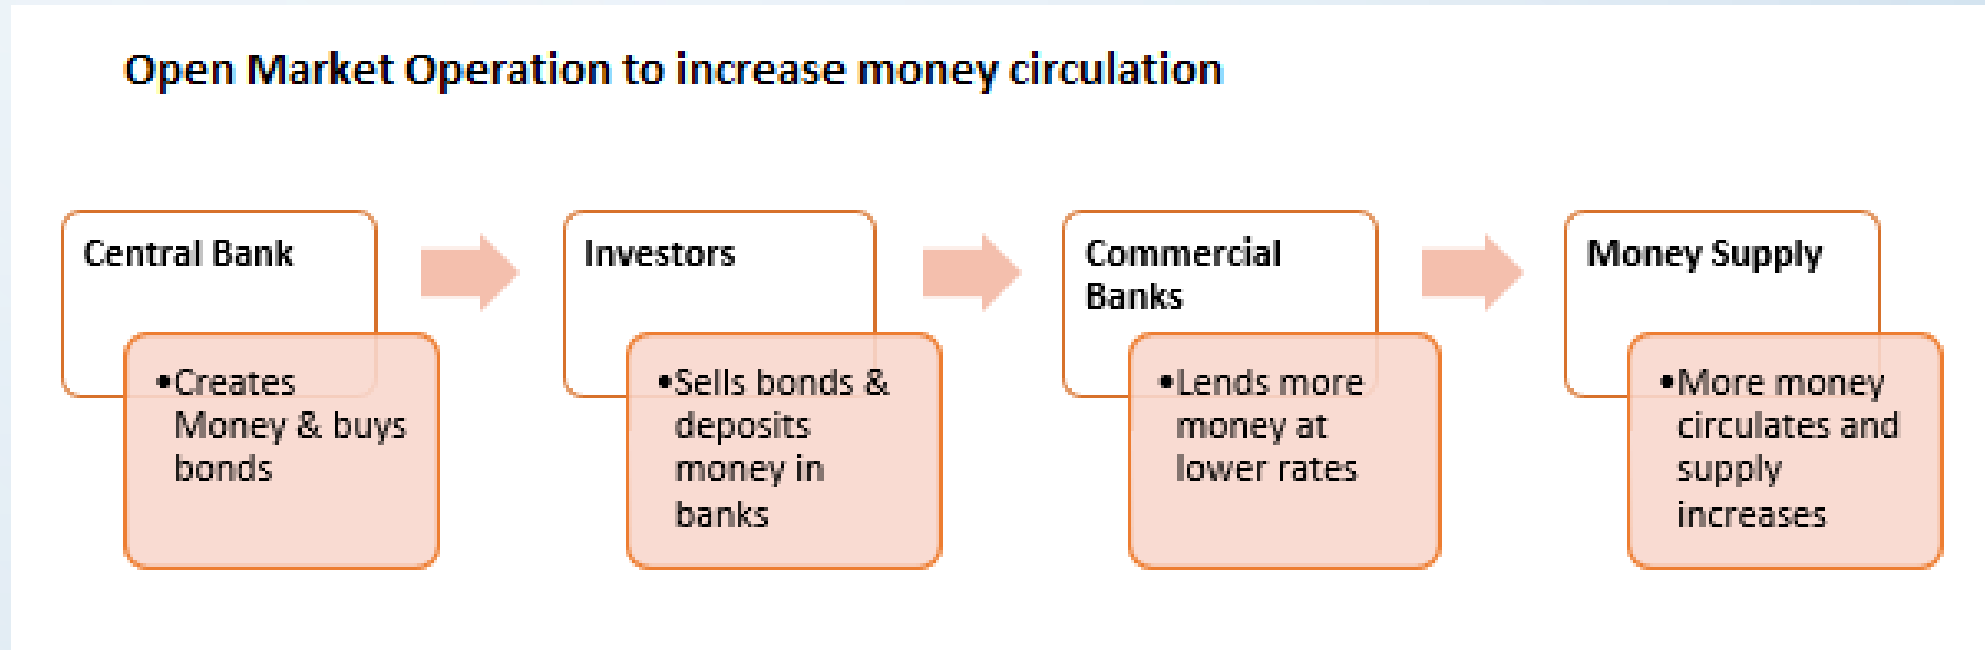 Open Market Operation to increase money circulation
Central Bank
•Creates
Money & buys
bonds
Investors
•Sells bonds &
deposits
money in
banks
Commercial
Banks
•Lends more
money at
lower rates
Money Supply
•More money
circulates and
supply
increases